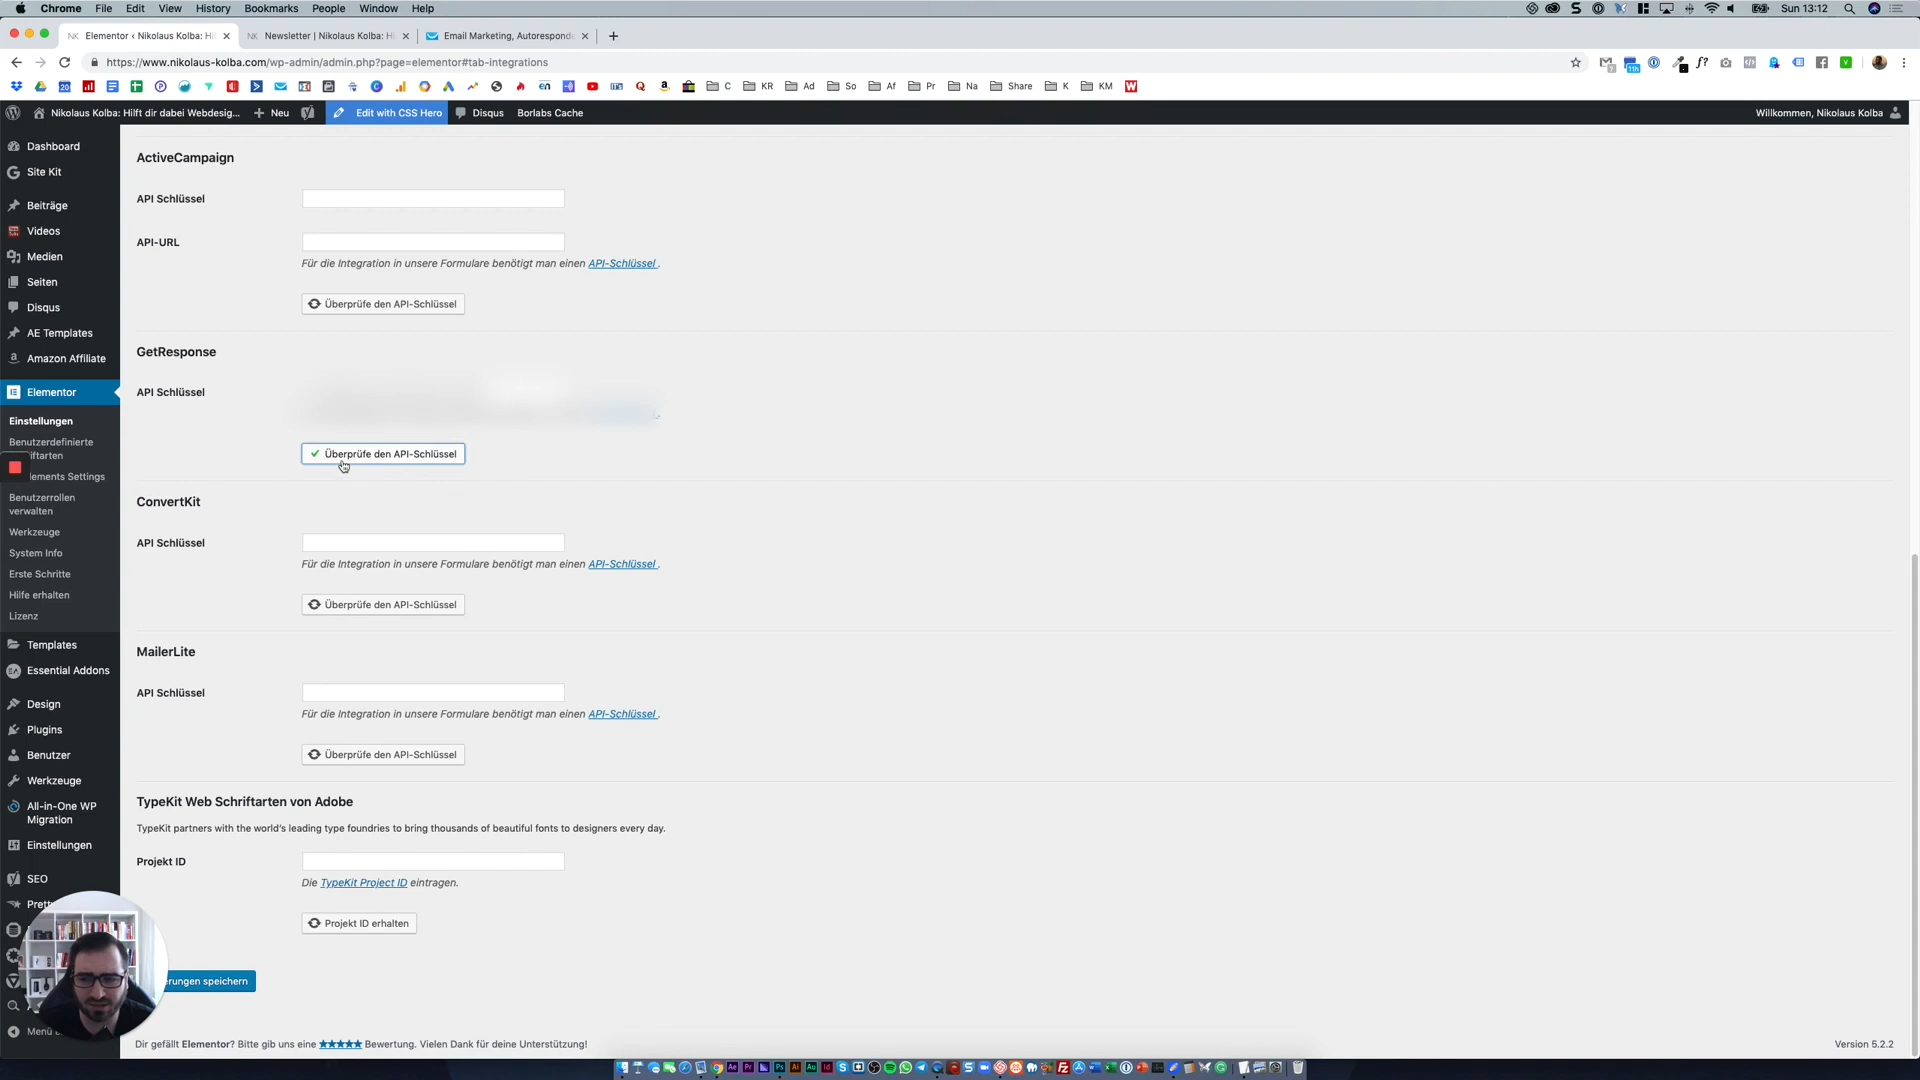 Chrome File Edit View History Bookmarks People Window Help Sun 13:12
Elementor ‹ Nikolaus Kolba: Hi Newsletter | Nikolaus Kolba: Hi Email Marketing, Autoresponde
https://www.nikolaus-kolba.com/wp-admin/admin.php?page=elementor#tab-integrations
C KR Ad So Af Pr Na Share K KM
Nikolaus Kolba: Hilft dir dabei Webdesig... Neu Edit with CSS Hero Disqus Borlabs Cache Willkommen, Nikolaus Kolba
Dashboard
Site Kit
Beiträge
Videos
Medien
Seiten
Disqus
AE Templates
Amazon Affiliate
Elementor
Einstellungen
Benutzerdefinierte
iftarten
lements Settings
Benutzerrollen
verwalten
Werkzeuge
System Info
Erste Schritte
Hilfe erhalten
Lizenz
Templates
Essential Addons
Design
Plugins
Benutzer
Werkzeuge
All-in-One WP
Migration
Einstellungen
SEO
Prett
Menü
ActiveCampaign
API Schlüssel
API-URL
Für die Integration in unsere Formulare benötigt man einen API-Schlüssel .
Überprüfe den API-Schlüssel
GetResponse
API Schlüssel
Überprüfe den API-Schlüssel
ConvertKit
API Schlüssel
Für die Integration in unsere Formulare benötigt man einen API-Schlüssel .
Überprüfe den API-Schlüssel
MailerLite
API Schlüssel
Für die Integration in unsere Formulare benötigt man einen API-Schlüssel .
Überprüfe den API-Schlüssel
TypeKit Web Schriftarten von Adobe
TypeKit partners with the world's leading type foundries to bring thousands of beautiful fonts to designers every day.
Projekt ID
Die TypeKit Project ID eintragen.
Projekt ID erhalten
erungen speichern
Dir gefällt Elementor? Bitte gib uns eine ★★★★★ Bewertung. Vielen Dank für deine Unterstützung!
Version 5.2.2